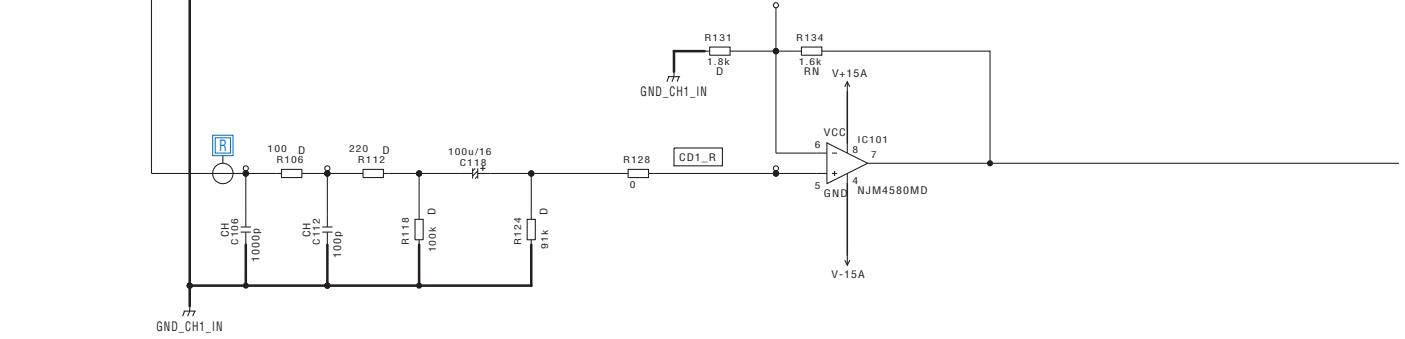 R131
R134
1.8k
D
1.6k
RN
V+15A
GND_CH1_IN
VCC
IC101
6
8
7
5
4
GND
NJM4580MD
V-15A
R
100 D
R106
220 D
R112
100u/16
C118
+
R128
0
CD1_R
CH
C106
1000p
CH
C112
100p
R118
100k D
R124
91k D
GND_CH1_IN